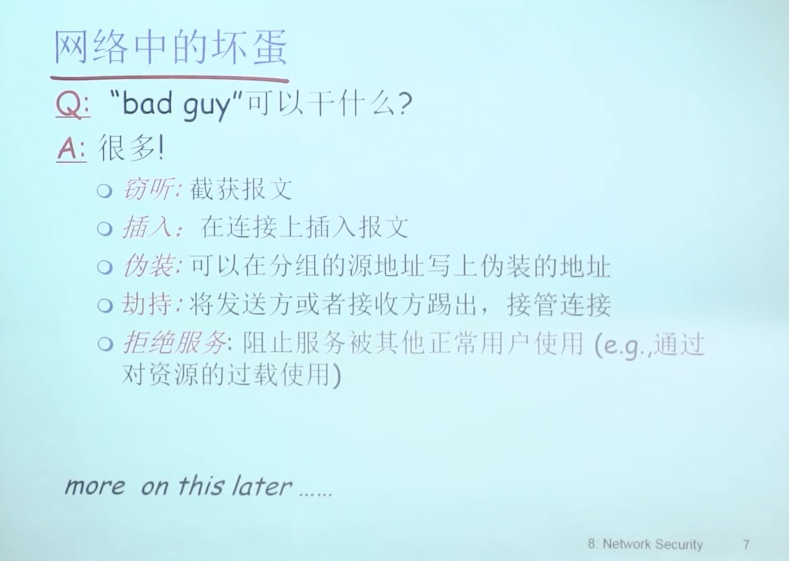 网络中的坏蛋
Q: “bad guy”可以干什么?
A: 很多!
窃听: 截获报文
插入：在连接上插入报文
伪装: 可以在分组的源地址写上伪装的地址
劫持: 将发送方或者接收方踢出，接管连接
拒绝服务: 阻止服务被其他正常用户使用 (e.g.,通过
对资源的过载使用)
more on this later ……
8: Network Security 7